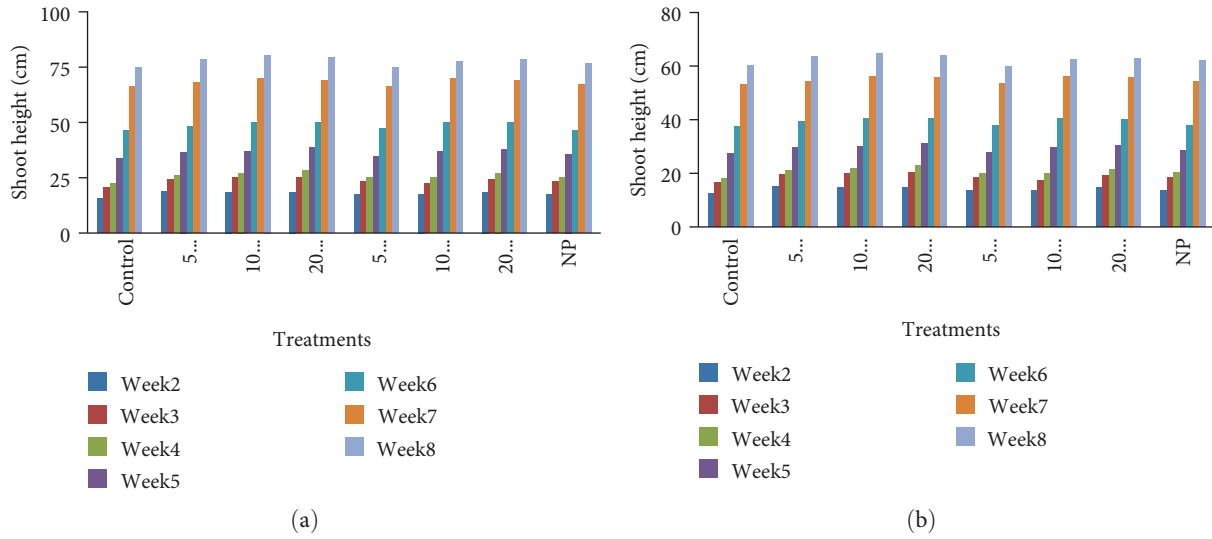 100
75
50
25
0
Shoot height (cm)
Control
5...
10...
20...
5...
10...
20...
NP
Treatments
Week2
Week3
Week4
Week5
Week6
Week7
Week8
(a)
80
60
40
20
0
Shoot height (cm)
Control
5...
10...
20...
5...
10...
20...
NP
Treatments
Week2
Week3
Week4
Week5
Week6
Week7
Week8
(b)